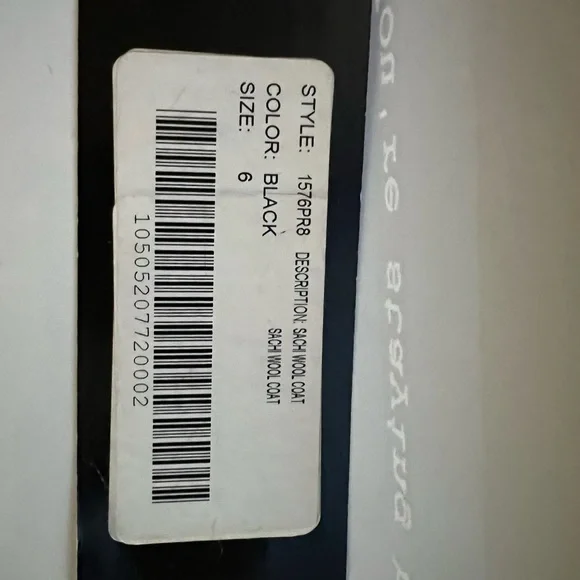 STYLE: 1576PR8 DESCRIPTION: SACHI WOOL COAT
SACHI WOOL COAT
COLOR: BLACK
SIZE: 6
10505207720002